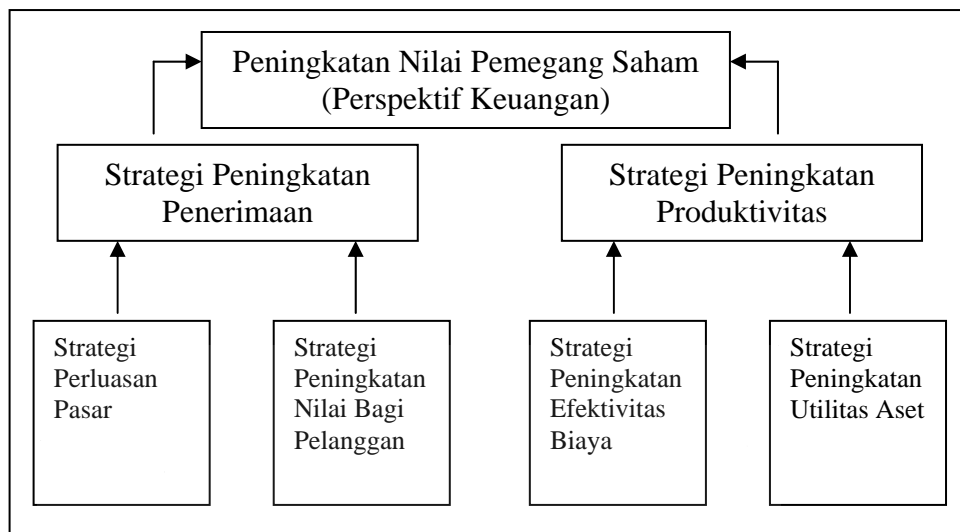 Peningkatan Nilai Pemegang Saham
(Perspektif Keuangan)
Strategi Peningkatan
Penerimaan
Strategi Peningkatan
Produktivitas
Strategi
Perluasan
Pasar
Strategi
Peningkatan
Nilai Bagi
Pelanggan
Strategi
Peningkatan
Efektivitas
Biaya
Strategi
Peningkatan
Utilitas Aset